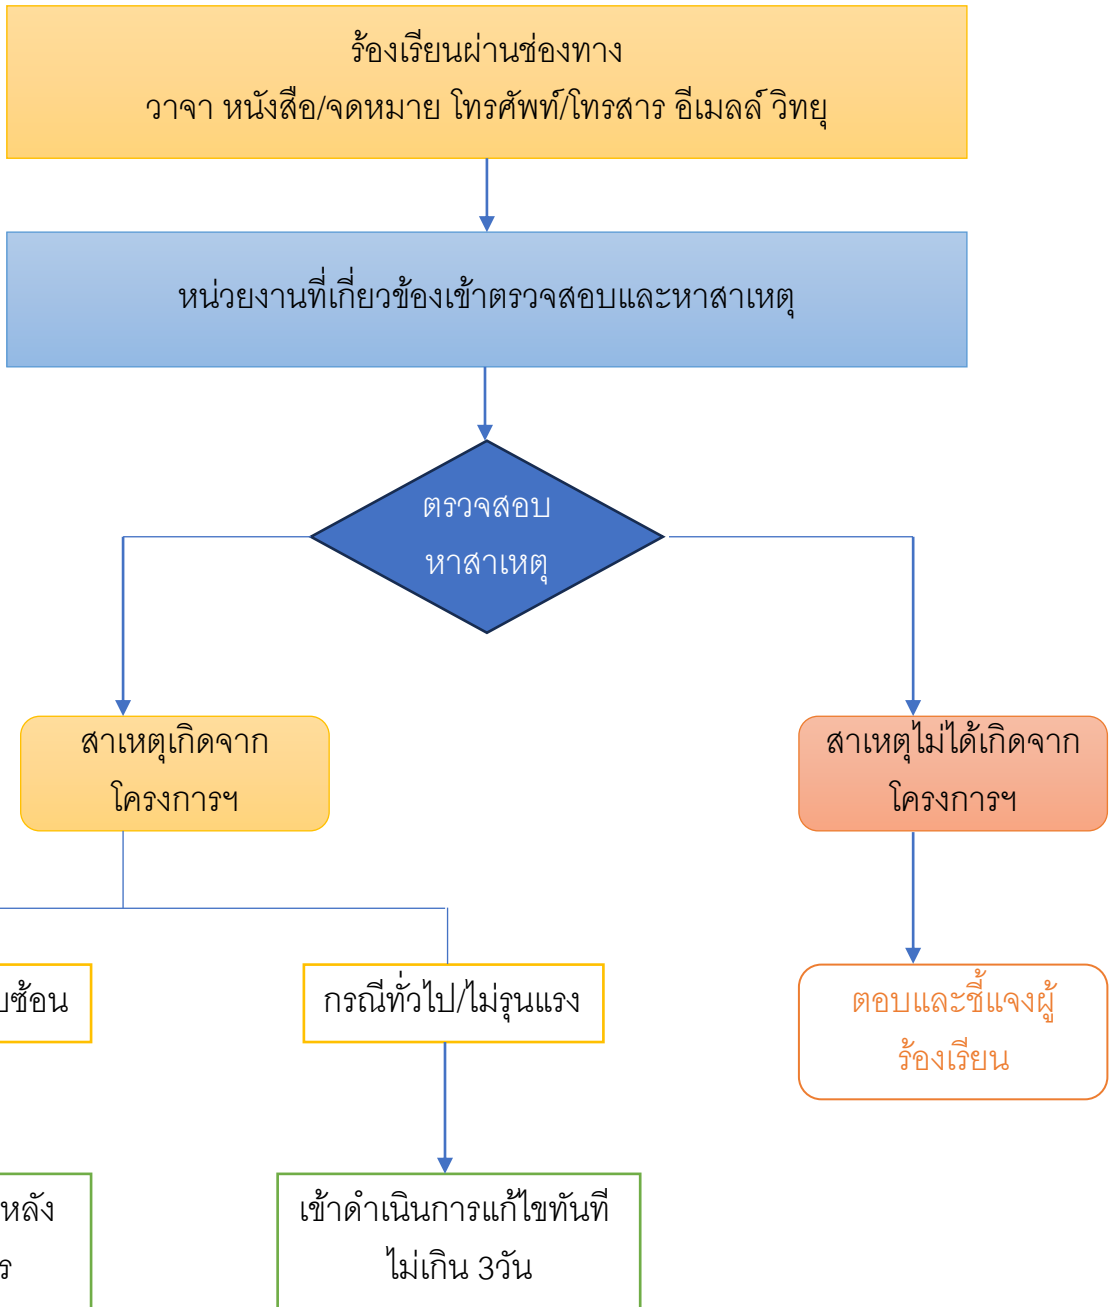 ร้องเรียนผ่านช่องทาง
วาจา หนังสือ/จดหมาย โทรศัพท์/โทรสาร อีเมลล์ วิทยุ
หน่วยงานที่เกี่ยวข้องเข้าตรวจสอบและหาสาเหตุ
ตรวจสอบ
หาสาเหตุ
สาเหตุเกิดจาก
โครงการฯ
สาเหตุไม่ได้เกิดจาก
โครงการฯ
กรณีทั่วไป/ไม่รุนแรง
ตอบและชี้แจงผู้
ร้องเรียน
หลัง
เข้าดำเนินการแก้ไขทันที
ไม่เกิน 3วัน